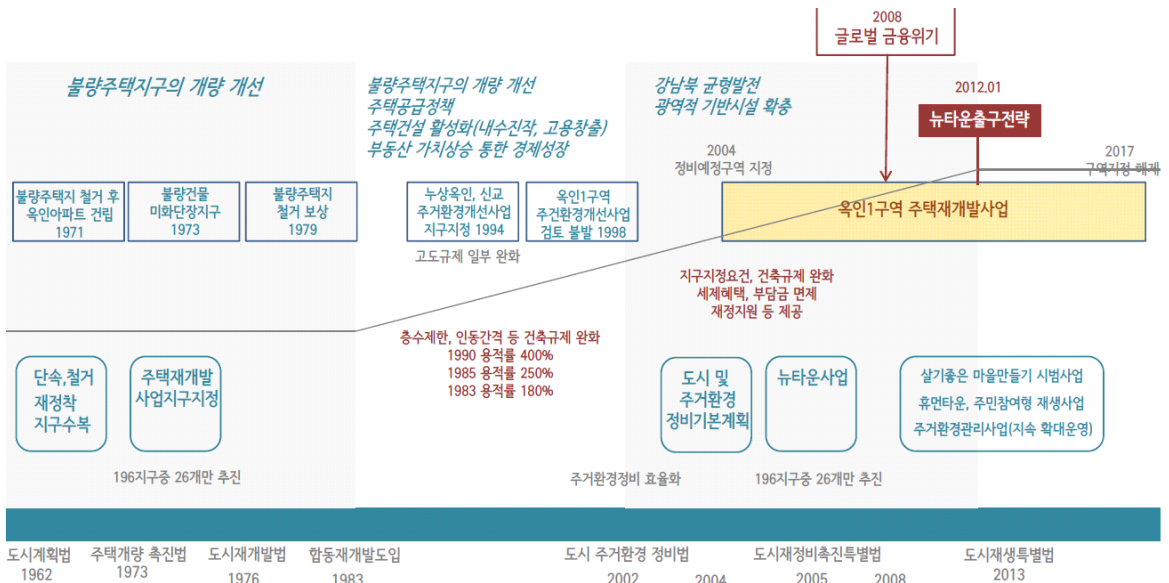 2008
글로벌 금융위기
불량주택지구의 개량 개선
불량주택지구의 개량 개선
주택공급정책
주택건설 활성화(내수진작, 고용창출)
부동산 가치상승 통한 경제성장
강남북 균형발전
광역적 기반시설 확충
2012.01
뉴타운출구전략
2004
정비예정구역 지정
2017
구역지정 해제
불량주택지 철거 후
옥인아파트 건립
1971
불량건물
미화단장지구
1973
불량주택지
철거 보상
1979
누상옥인, 신교
주거환경개선사업
지구지정 1994
옥인1구역
주건환경개선사업
검토 불발 1998
옥인1구역 주택재개발사업
고도규제 일부 완화
지구지정요건, 건축규제 완화
세제혜택, 부담금 면제
재정지원 등 제공
층수제한, 인동간격 등 건축규제 완화
1990 용적률 400%
1985 용적률 250%
1983 용적률 180%
단속,철거
재정착
지구수복
주택재개발
사업지구지정
도시 및
주거환경
정비기본계획
뉴타운사업
살기좋은 마을만들기 시범사업
휴먼타운, 주민참여형 재생사업
주거환경관리사업(지속 확대운영)
196지구중 26개만 추진
주거환경정비 효율화
196지구중 26개만 추진
도시계획법
1962
주택개량 촉진법
1973
도시재개발법
1976
합동재개발도입
1983
도시 주거환경 정비법
2002
2004
도시재정비촉진특별법
2005
2008
도시재생특별법
2013